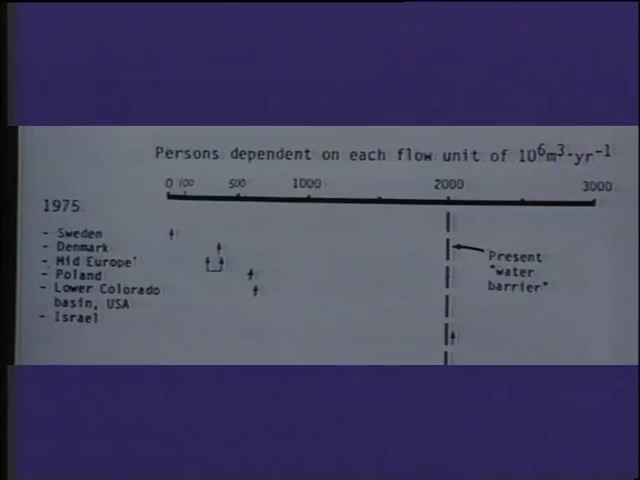 Persons dependent on each flow unit of 10⁶m³·yr⁻¹
0 100 500 1000 2000 3000
1975
- Sweden
- Denmark
- Mid Europe'
- Poland
- Lower Colorado basin, USA
- Israel
Present
"water
barrier"